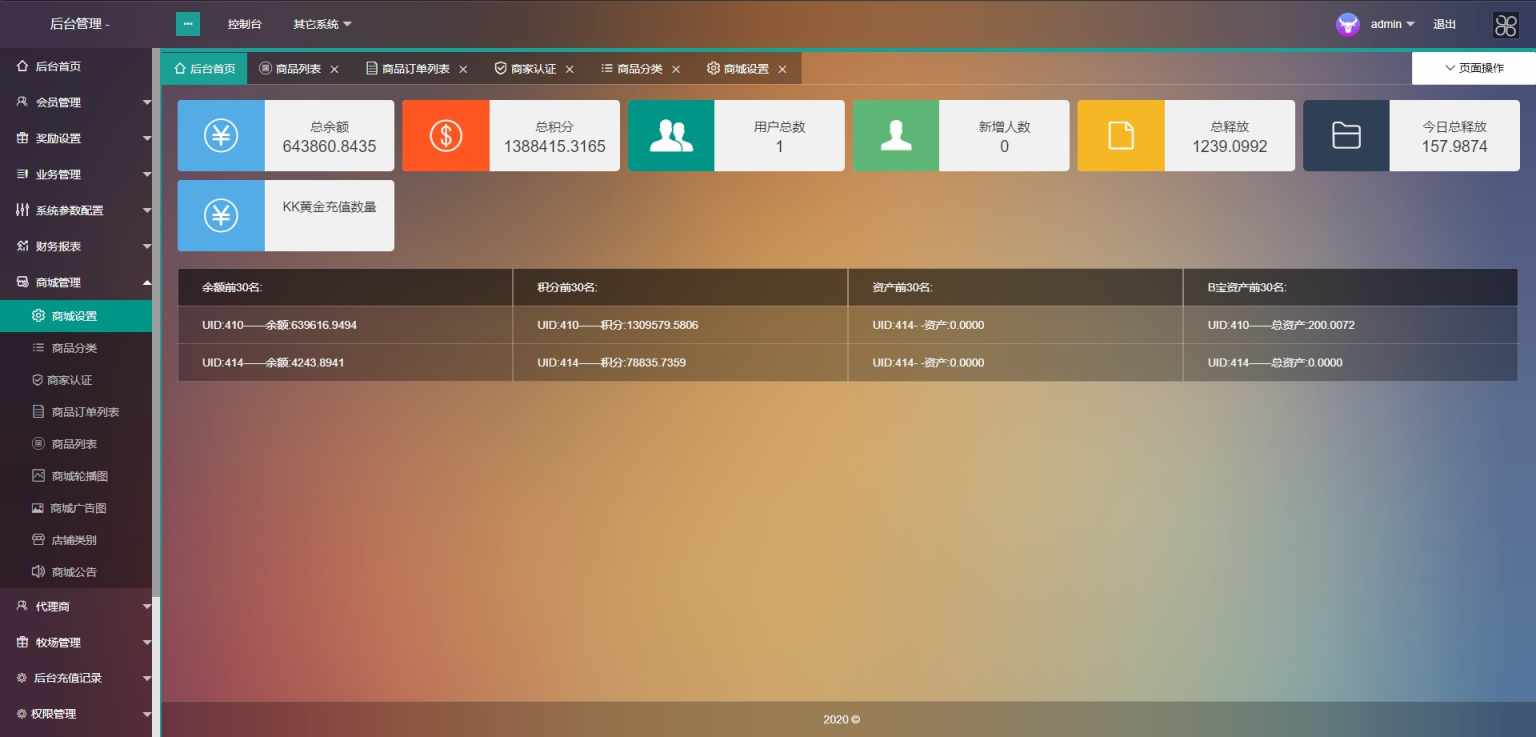 后台管理 -
控制台
其它系统
admin
退出
后台首页
商品列表
商品订单列表
商家认证
商品分类
商城设置
页面操作
后台首页
会员管理
奖励设置
业务管理
系统参数配置
财务报表
商城管理
商城设置
商品分类
商家认证
商品订单列表
商品列表
商城轮播图
商城广告图
店铺类别
商城公告
代理商
牧场管理
后台充值记录
权限管理
总余额
643860.8435
总积分
1388415.3165
用户总数
1
新增人数
0
总释放
1239.0992
今日总释放
157.9874
KK黄金充值数量
余额前30名:
积分前30名:
资产前30名:
B宝资产前30名:
UID:410——余额:639616.9494
UID:410——积分:1309579.5806
UID:414- -资产:0.0000
UID:410——总资产:200.0072
UID:414——余额:4243.8941
UID:414——积分:78835.7359
UID:414- -资产:0.0000
UID:414——总资产:0.0000
2020 ©